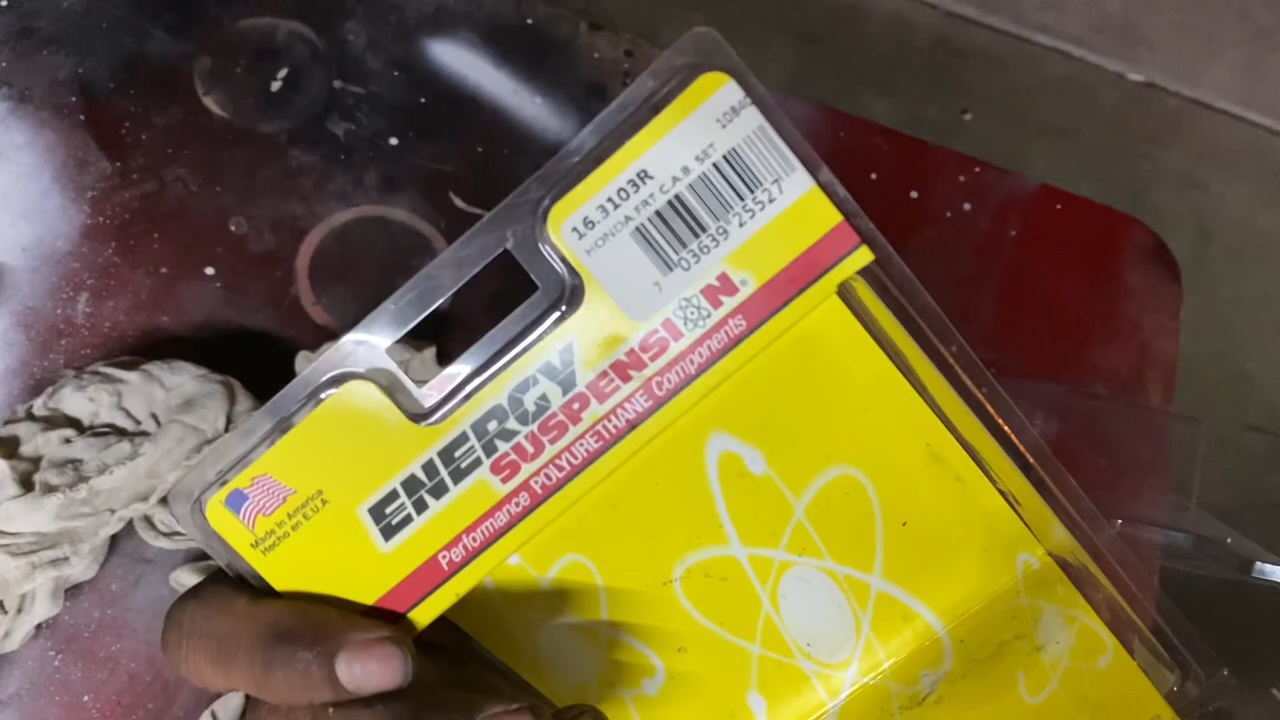 16.3103R
HONDA FRT C.A.B. SET
7 03639 25527
ENERGY
SUSPENSION®
Performance POLYURETHANE Components
Made In America
Hecho en E.U.A